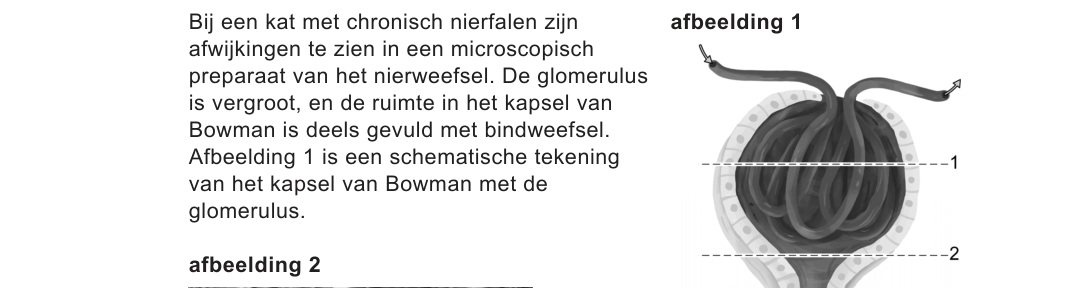 Bij een kat met chronisch nierfalen zijn
afwijkingen te zien in een microscopisch
preparaat van het nierweefsel. De glomerulus
is vergroot, en de ruimte in het kapsel van
Bowman is deels gevuld met bindweefsel.
Afbeelding 1 is een schematische tekening
van het kapsel van Bowman met de
glomerulus.
afbeelding 2
afbeelding 1
1
2